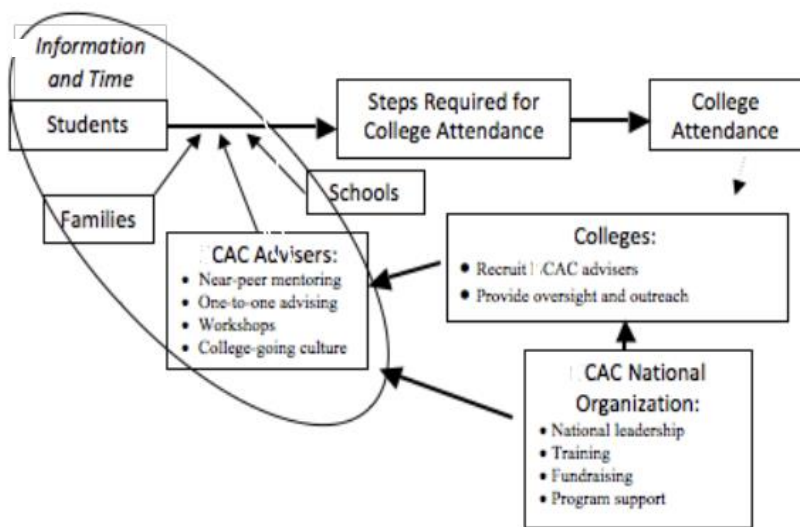 Information
and Time
Students
Steps Required for
College Attendance
College
Attendance
Families
Schools
CAC Advisers:
• Near-peer mentoring
• One-to-one advising
• Workshops
• College-going culture
Colleges:
• Recruit CAC advisers
• Provide oversight and outreach
CAC National
Organization:
• National leadership
• Training
• Fundraising
• Program support